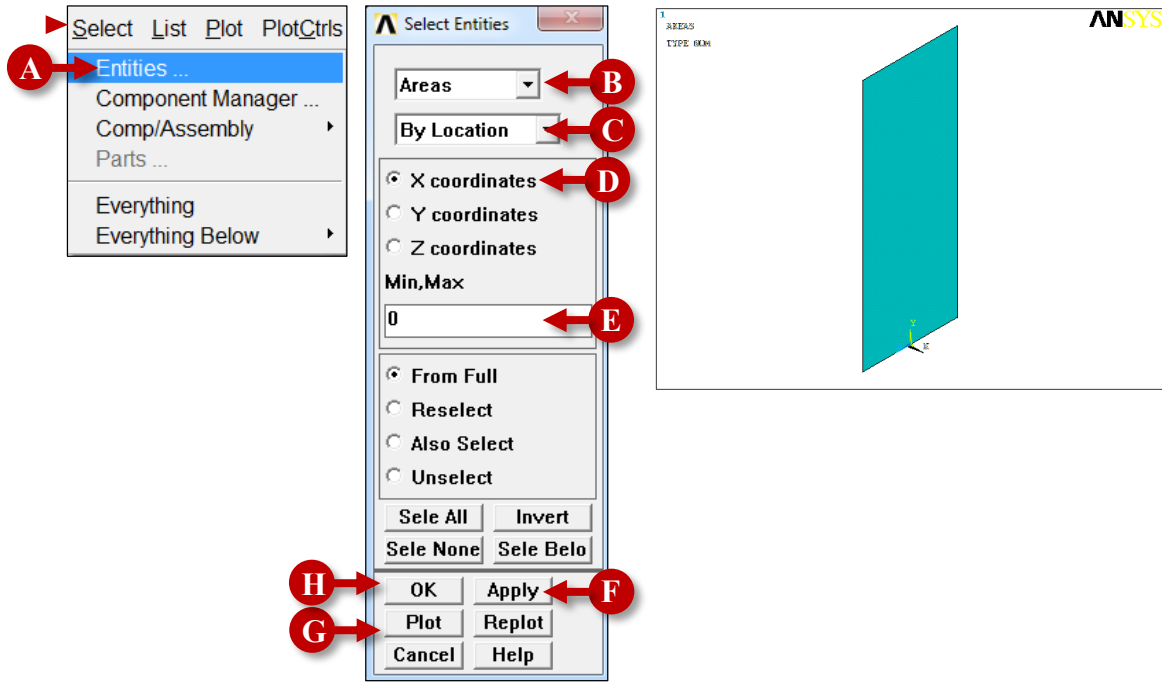 Select List Plot PlotCtrls
A
Entities ...
Component Manager ...
Comp/Assembly
Parts ...
Everything
Everything Below
Select Entities
Areas
B
By Location
C
X coordinates
D
Y coordinates
Z coordinates
Min,Max
0
E
From Full
Reselect
Also Select
Unselect
Sele All Invert
Sele None Sele Belo
H
OK Apply
F
G
Plot Replot
Cancel Help
1
AREAS
TYPE NUM
ANSYS
Y